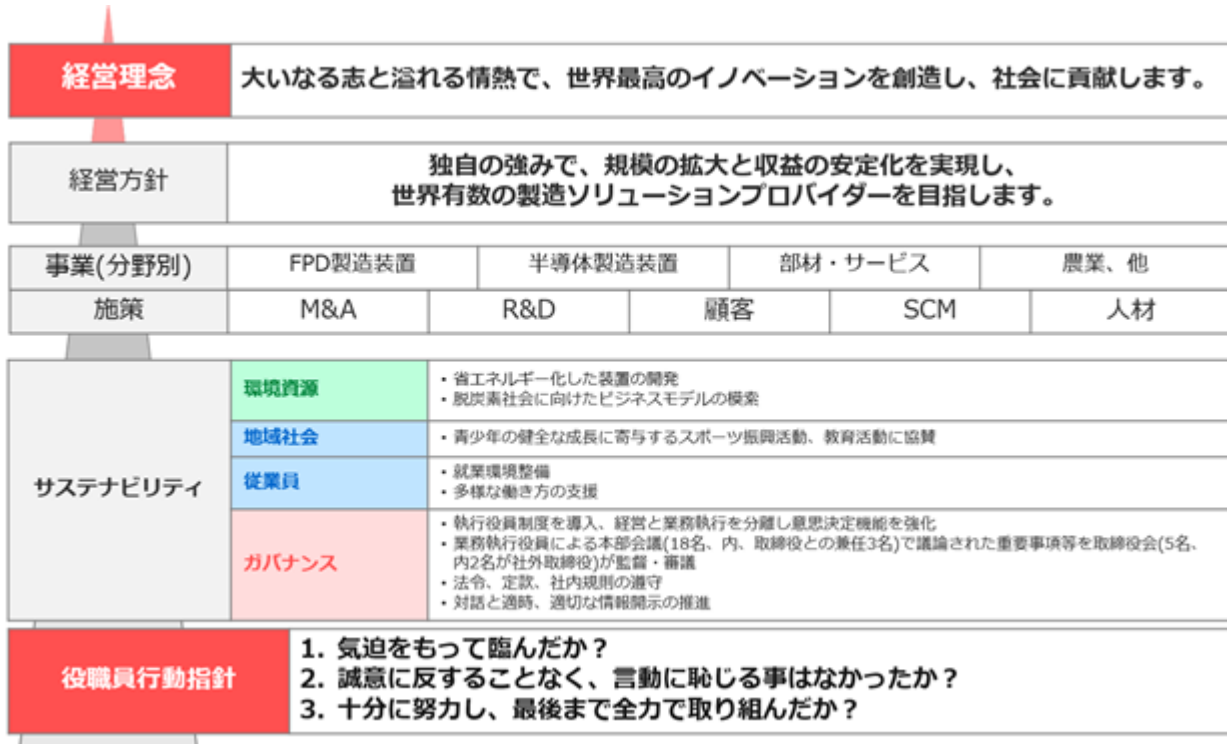 経営理念
大いなる志と溢れる情熱で、世界最高のイノベーションを創造し、社会に貢献します。
経営方針
独自の強みで、規模の拡大と収益の安定化を実現し、
世界有数の製造ソリューションプロバイダーを目指します。
事業(分野別)
FPD製造装置
半導体製造装置
部材・サービス
農業、他
施策
M&A
R&D
顧客
SCM
人材
サステナビリティ
環境資源
・省エネルギー化した装置の開発
・脱炭素社会に向けたビジネスモデルの模索
地域社会
・青少年の健全な成長に寄与するスポーツ振興活動、教育活動に協賛
従業員
・就業環境整備
・多様な働き方の支援
ガバナンス
・執行役員制度を導入、経営と業務執行を分離し意思決定機能を強化
・業務執行役員による本部会議(18名、内、取締役との兼任3名)で議論された重要事項等を取締役会(5名、
内2名が社外取締役)が監督・審議
・法令、定款、社内規則の遵守
・対話と適時、適切な情報開示の推進
役職員行動指針
1. 気迫をもって臨んだか？
2. 誠意に反することなく、言動に恥じる事はなかったか？
3. 十分に努力し、最後まで全力で取り組んだか？